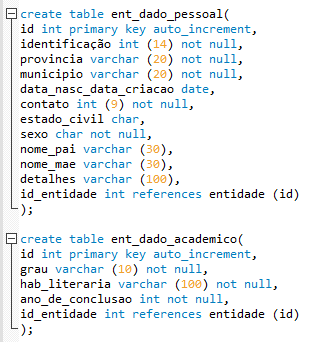 create table ent_dado_pessoal(
id int primary key auto_increment,
identificação int (14) not null,
provincia varchar (20) not null,
municipio varchar (20) not null,
data_nasc_data_criacao date,
contato int (9) not null,
estado_civil char,
sexo char not null,
nome_pai varchar (30),
nome_mae varchar (30),
detalhes varchar (100),
id_entidade int references entidade (id)
);
create table ent_dado_academico(
id int primary key auto_increment,
grau varchar (10) not null,
hab_literaria varchar (100) not null,
ano_de_conclusao int not null,
id_entidade int references entidade (id)
);